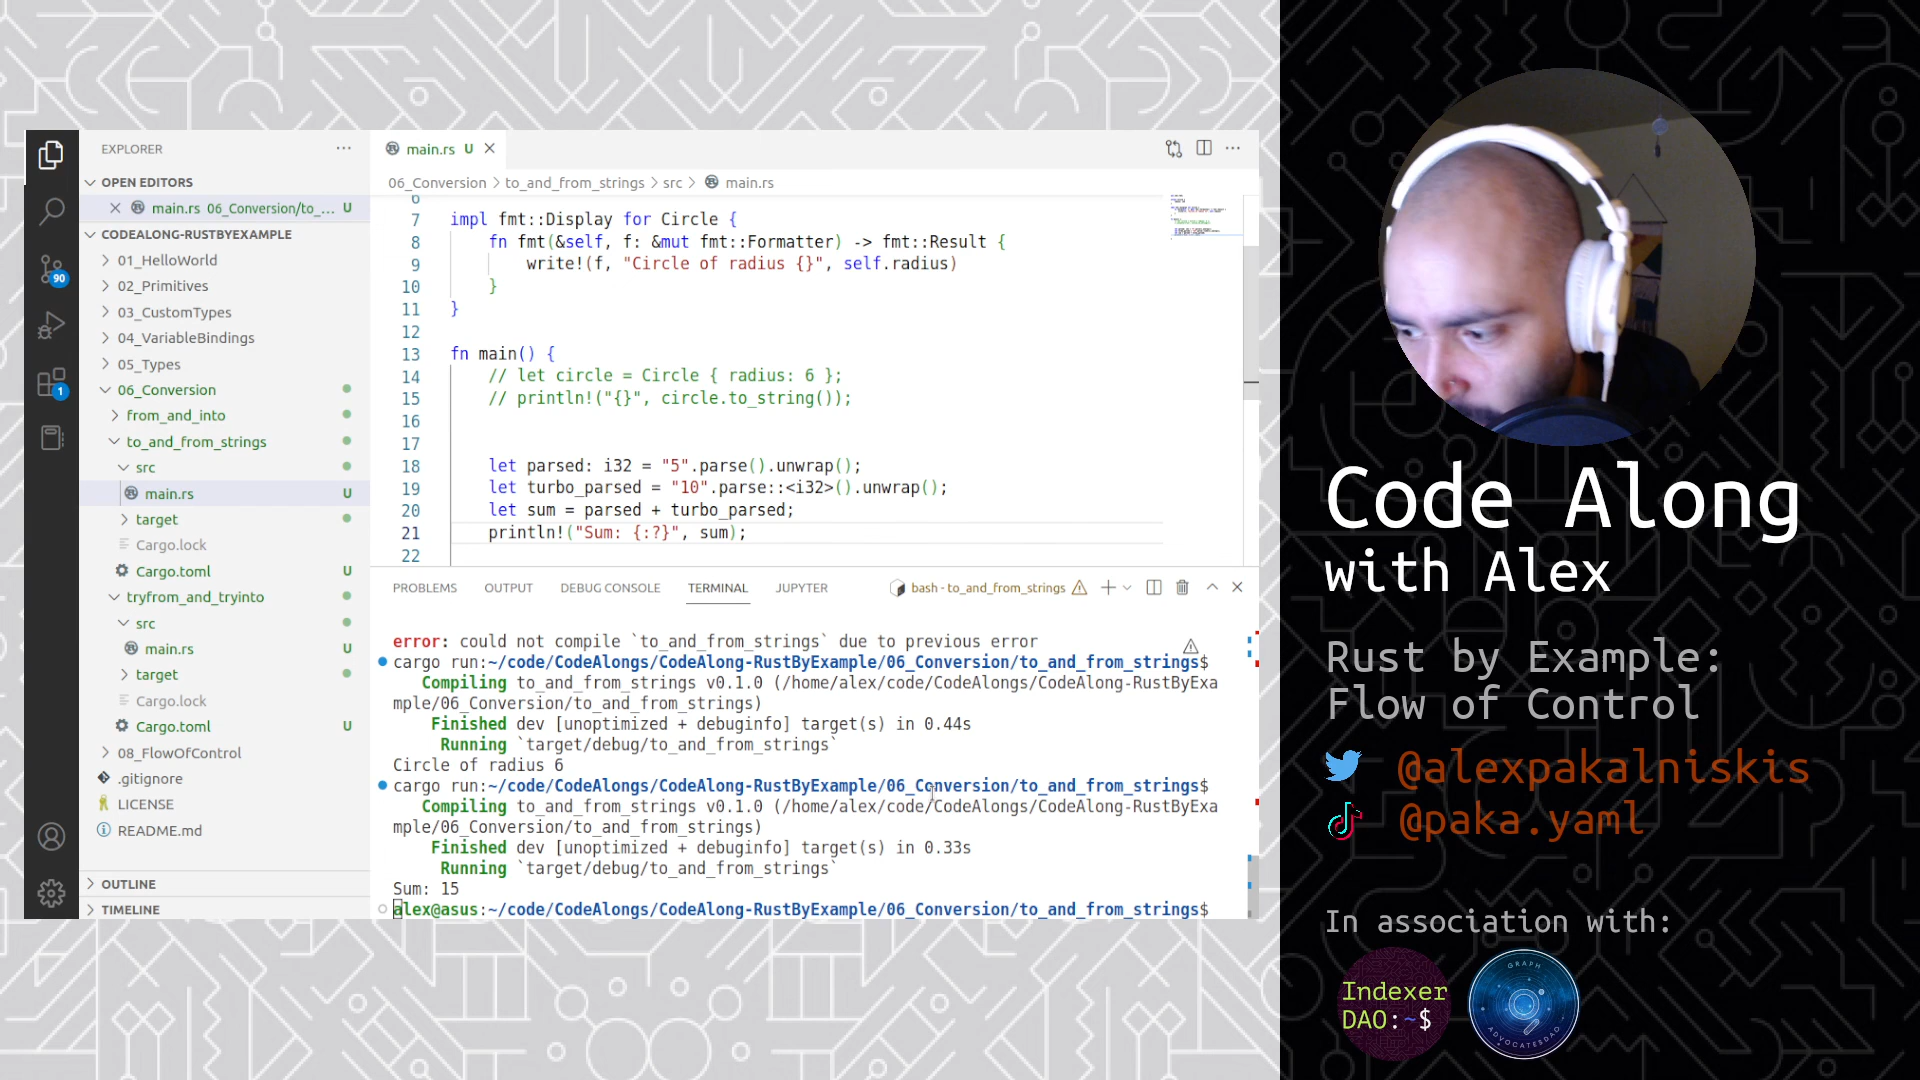 EXPLORER
OPEN EDITORS
main.rs 06_Conversion/to_... U
CODEALONG-RUSTBYEXAMPLE
01_HelloWorld
02_Primitives
03_CustomTypes
04_VariableBindings
05_Types
06_Conversion
from_and_into
to_and_from_strings
src
main.rs U
target
Cargo.lock
Cargo.toml U
tryfrom_and_tryinto
src
main.rs U
target
Cargo.lock
Cargo.toml U
08_FlowOfControl
.gitignore
LICENSE
README.md
OUTLINE
TIMELINE
90
1
main.rs U
06_Conversion > to_and_from_strings > src > main.rs
6
7 impl fmt::Display for Circle {
8 fn fmt(&self, f: &mut fmt::Formatter) -> fmt::Result {
9 write!(f, "Circle of radius {}", self.radius)
10 }
11 }
12
13 fn main() {
14 // let circle = Circle { radius: 6 };
15 // println!("{}", circle.to_string());
16
17
18 let parsed: i32 = "5".parse().unwrap();
19 let turbo_parsed = "10".parse::<i32>().unwrap();
20 let sum = parsed + turbo_parsed;
21 println!("Sum: {:?}", sum);
22
PROBLEMS OUTPUT DEBUG CONSOLE TERMINAL JUPYTER bash - to_and_from_strings
error: could not compile `to_and_from_strings` due to previous error
cargo run:~/code/CodeAlongs/CodeAlong-RustByExample/06_Conversion/to_and_from_strings$
Compiling to_and_from_strings v0.1.0 (/home/alex/code/CodeAlongs/CodeAlong-RustByExa
mple/06_Conversion/to_and_from_strings)
Finished dev [unoptimized + debuginfo] target(s) in 0.44s
Running `target/debug/to_and_from_strings`
Circle of radius 6
cargo run:~/code/CodeAlongs/CodeAlong-RustByExample/06_Conversion/to_and_from_strings$
Compiling to_and_from_strings v0.1.0 (/home/alex/code/CodeAlongs/CodeAlong-RustByExa
mple/06_Conversion/to_and_from_strings)
Finished dev [unoptimized + debuginfo] target(s) in 0.33s
Running `target/debug/to_and_from_strings`
Sum: 15
alex@asus:~/code/CodeAlongs/CodeAlong-RustByExample/06_Conversion/to_and_from_strings$
Code Along
with Alex
Rust by Example:
Flow of Control
@alexpakalniskis
@paka.yaml
In association with:
Indexer
DAO:~$
GRAPH
ADVOCATESDAO